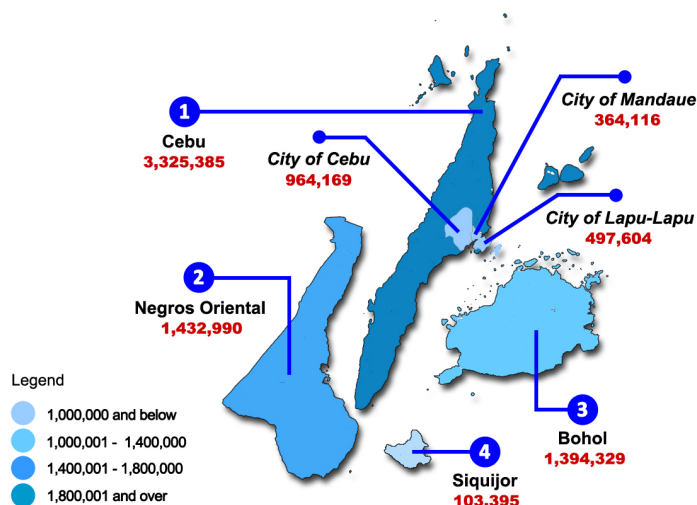 1
Cebu
3,325,385
City of Cebu
964,169
City of Mandaue
364,116
City of Lapu-Lapu
497,604
2
Negros Oriental
1,432,990
3
Bohol
1,394,329
4
Siquijor
103,395
Legend
1,000,000 and below
1,000,001 - 1,400,000
1,400,001 - 1,800,000
1,800,001 and over